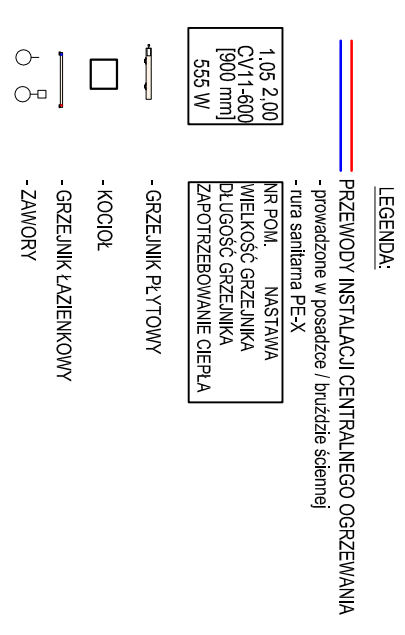 LEGENDA:
PRZEWODY INSTALACJI CENTRALNEGO OGRZEWANIA
- prowadzone w posadzce / bruździe ściennej
- rura sanitarna PE-X
1.05 2,00
CV11-600
[900 mm]
555 W
NR POM. NASTAWA
WIELKOŚĆ GRZEJNIKA
DŁUGOŚĆ GRZEJNIKA
ZAPOTRZEBOWANIE CIEPŁA
- GRZEJNIK PŁYTOWY
- KOCIOŁ
- GRZEJNIK ŁAZIENKOWY
- ZAWORY